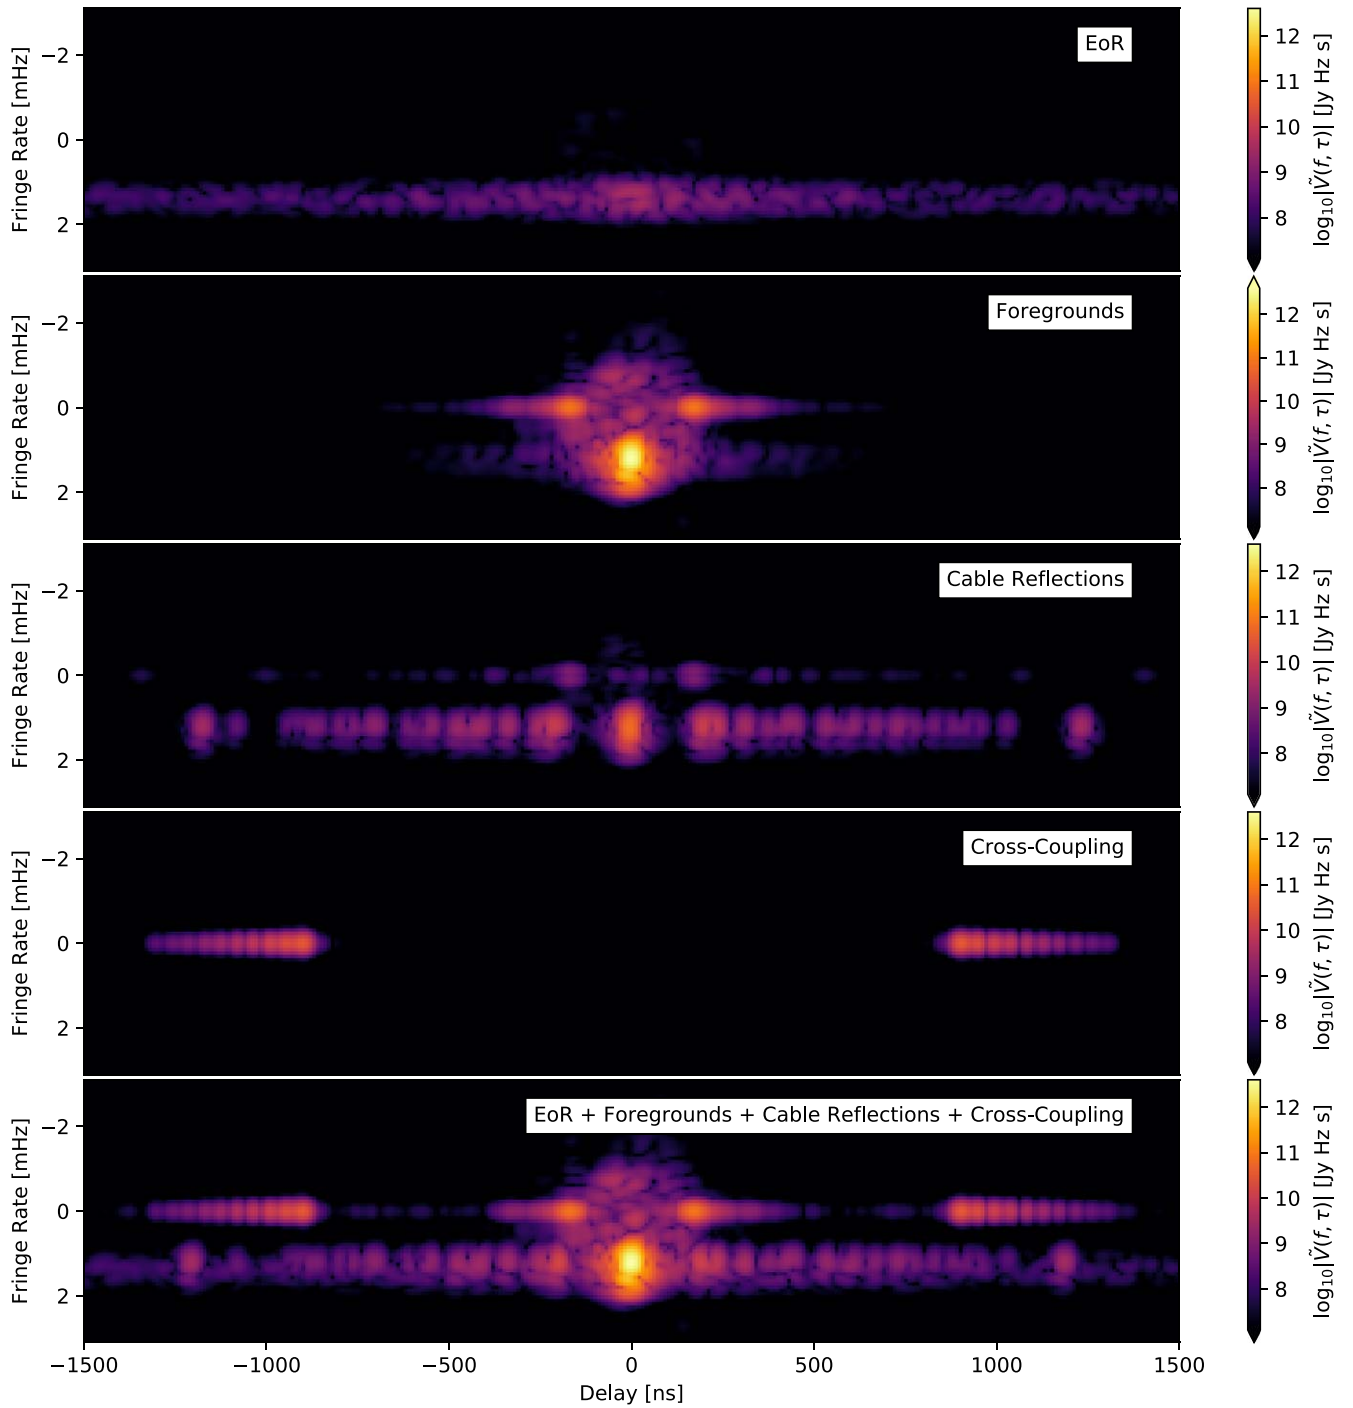 EoR
Fringe Rate [mHz]
−2
0
2
12
11
10
9
8
log₁₀|Ṽ(f, τ)| [Jy Hz s]
Foregrounds
Fringe Rate [mHz]
−2
0
2
12
11
10
9
8
log₁₀|Ṽ(f, τ)| [Jy Hz s]
Cable Reflections
Fringe Rate [mHz]
−2
0
2
12
11
10
9
8
log₁₀|Ṽ(f, τ)| [Jy Hz s]
Cross-Coupling
Fringe Rate [mHz]
−2
0
2
12
11
10
9
8
log₁₀|Ṽ(f, τ)| [Jy Hz s]
EoR + Foregrounds + Cable Reflections + Cross-Coupling
Fringe Rate [mHz]
−2
0
2
12
11
10
9
8
log₁₀|Ṽ(f, τ)| [Jy Hz s]
−1500 −1000 −500 0 500 1000 1500
Delay [ns]